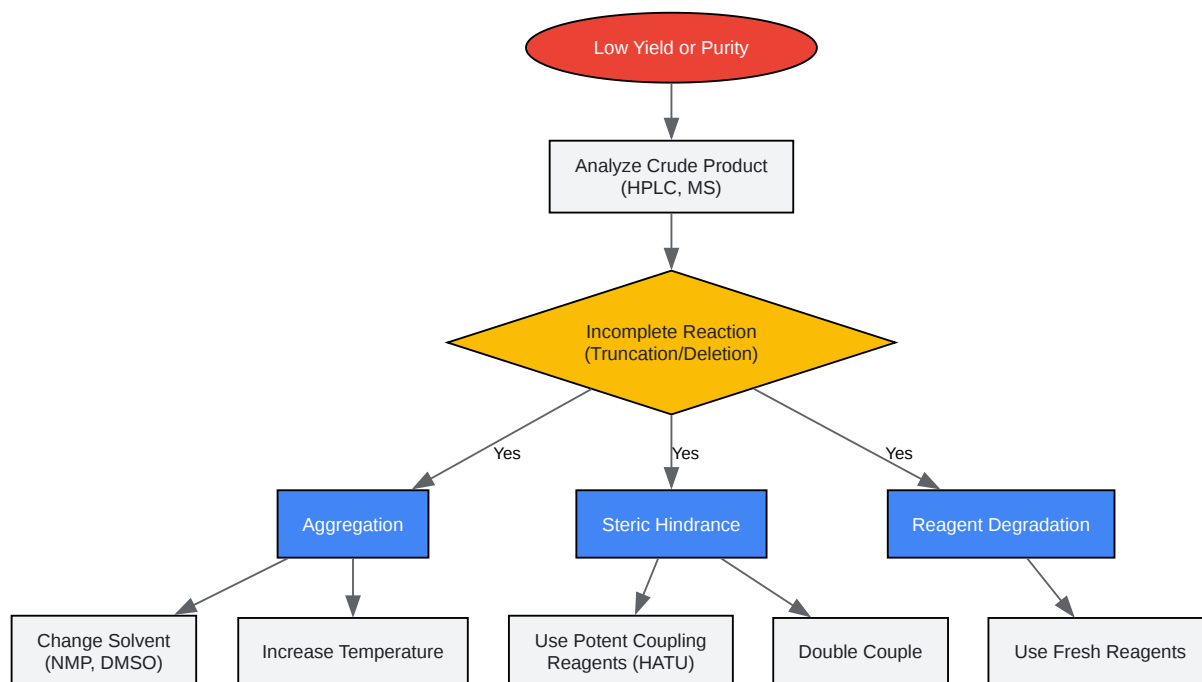 Low Yield or Purity
Analyze Crude Product
(HPLC, MS)
Incomplete Reaction
(Truncation/Deletion)
Yes
Yes
Yes
Aggregation
Steric Hindrance
Reagent Degradation
Change Solvent
(NMP, DMSO)
Increase Temperature
Use Potent Coupling
Reagents (HATU)
Double Couple
Use Fresh Reagents